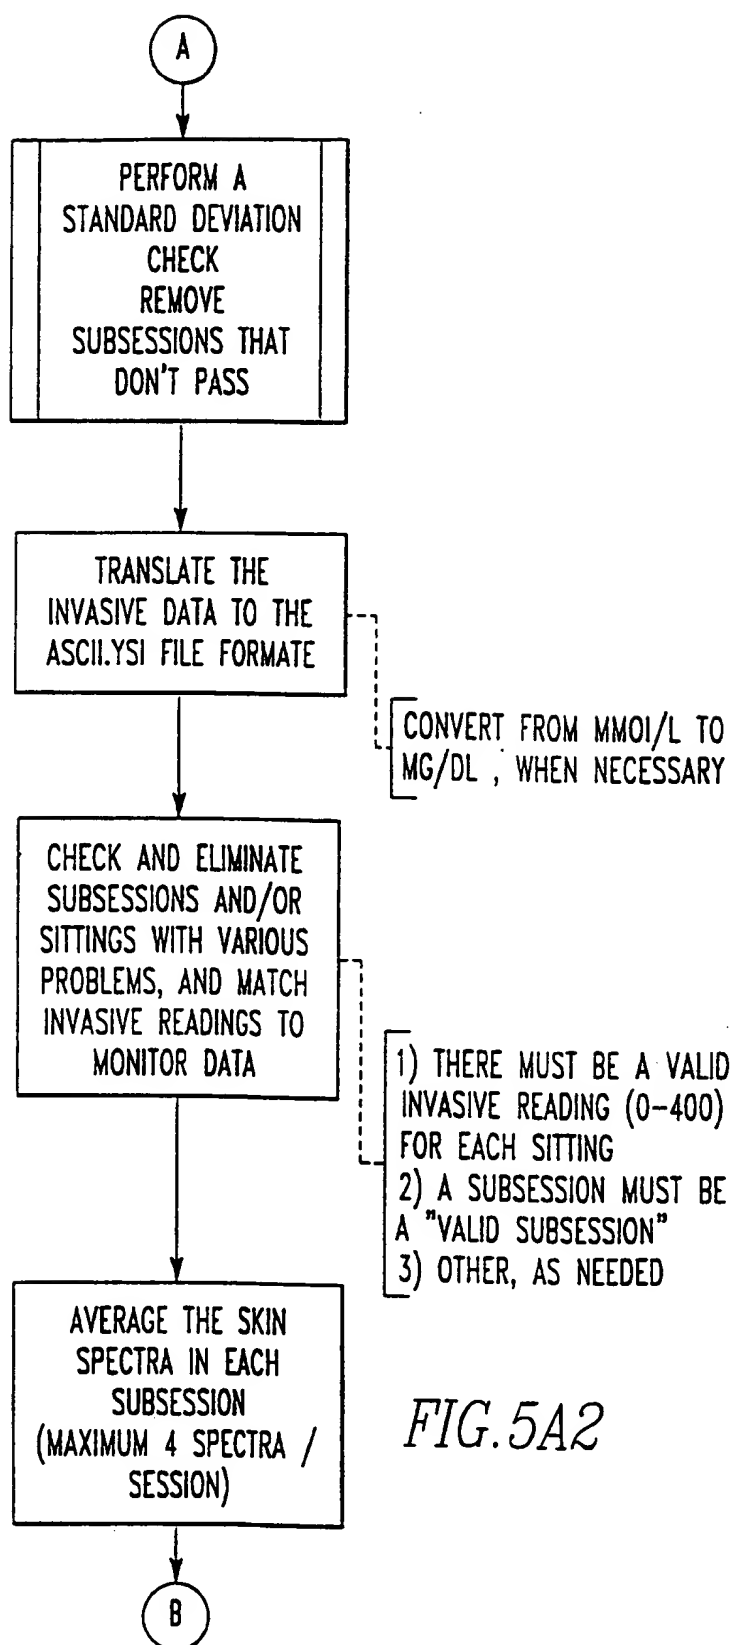 A
PERFORM A
STANDARD DEVIATION
CHECK
REMOVE
SUBSESSIONS THAT
DON'T PASS
TRANSLATE THE
INVASIVE DATA TO THE
ASCII.YSI FILE FORMATE
CONVERT FROM MMOl/L TO
MG/DL , WHEN NECESSARY
CHECK AND ELIMINATE
SUBSESSIONS AND/OR
SITTINGS WITH VARIOUS
PROBLEMS, AND MATCH
INVASIVE READINGS TO
MONITOR DATA
1) THERE MUST BE A VALID
INVASIVE READING (0-400)
FOR EACH SITTING
2) A SUBSESSION MUST BE
A "VALID SUBSESSION"
3) OTHER, AS NEEDED
AVERAGE THE SKIN
SPECTRA IN EACH
SUBSESSION
(MAXIMUM 4 SPECTRA /
SESSION)
FIG.5A2
B